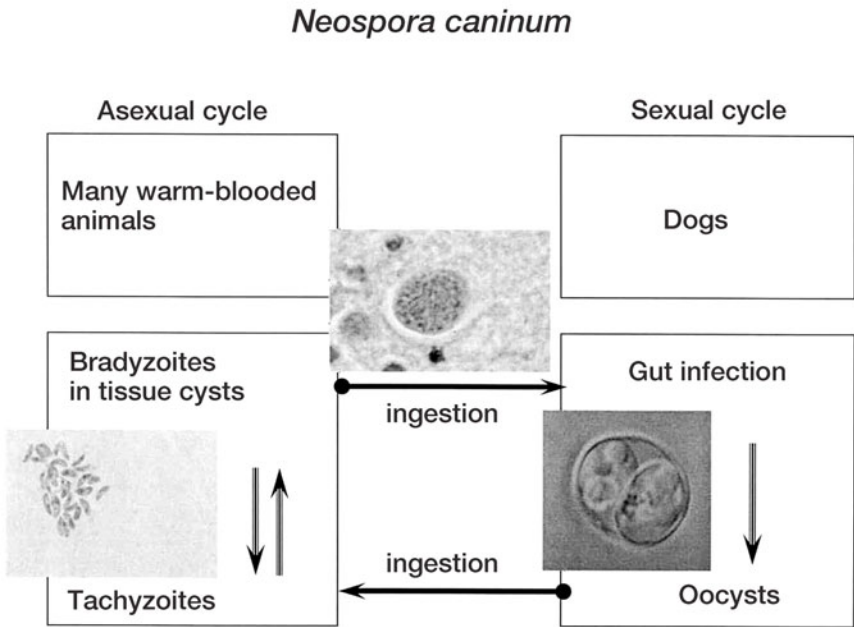 Neospora caninum
Asexual cycle
Sexual cycle
Many warm-blooded
animals
Dogs
Bradyzoites
in tissue cysts
Gut infection
ingestion
ingestion
Tachyzoites
Oocysts